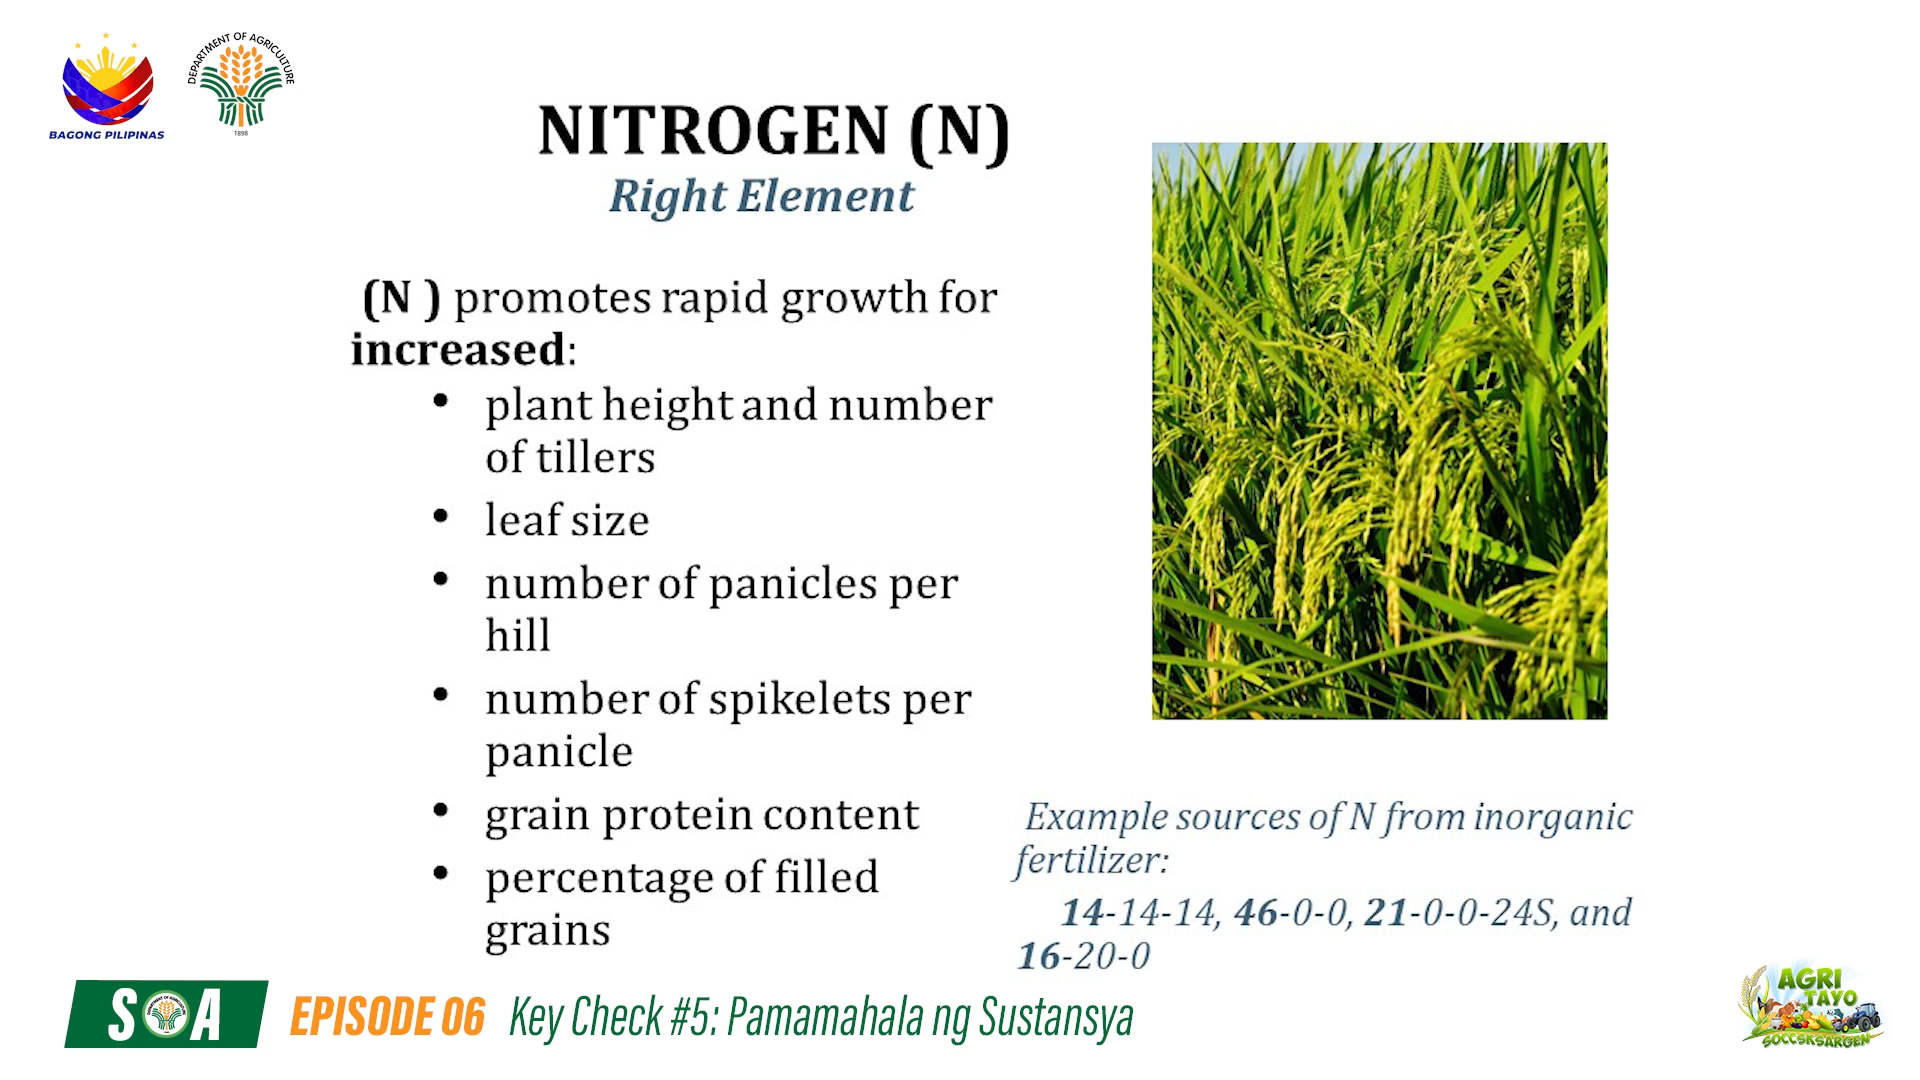 BAGONG PILIPINAS
DEPARTMENT OF AGRICULTURE
1898
NITROGEN (N)
Right Element
(N ) promotes rapid growth for
increased:
• plant height and number
of tillers
• leaf size
• number of panicles per
hill
• number of spikelets per
panicle
• grain protein content
• percentage of filled
grains
Example sources of N from inorganic
fertilizer:
14-14-14, 46-0-0, 21-0-0-24S, and
16-20-0
SOA
EPISODE 06 Key Check #5: Pamamahala ng Sustansya
AGRI
TAYO
SOCCSKSARGEN